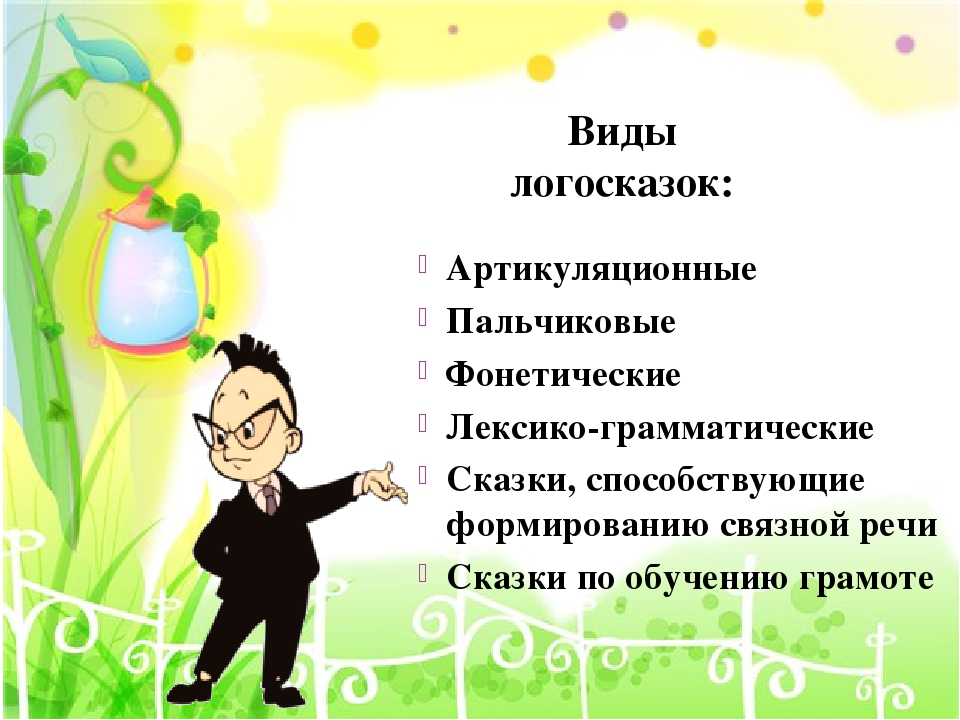 Виды
логосказок:
Артикуляционные
Пальчиковые
Фонетические
Лексико-грамматические
Сказки, способствующие
формированию связной речи
Сказки по обучению грамоте